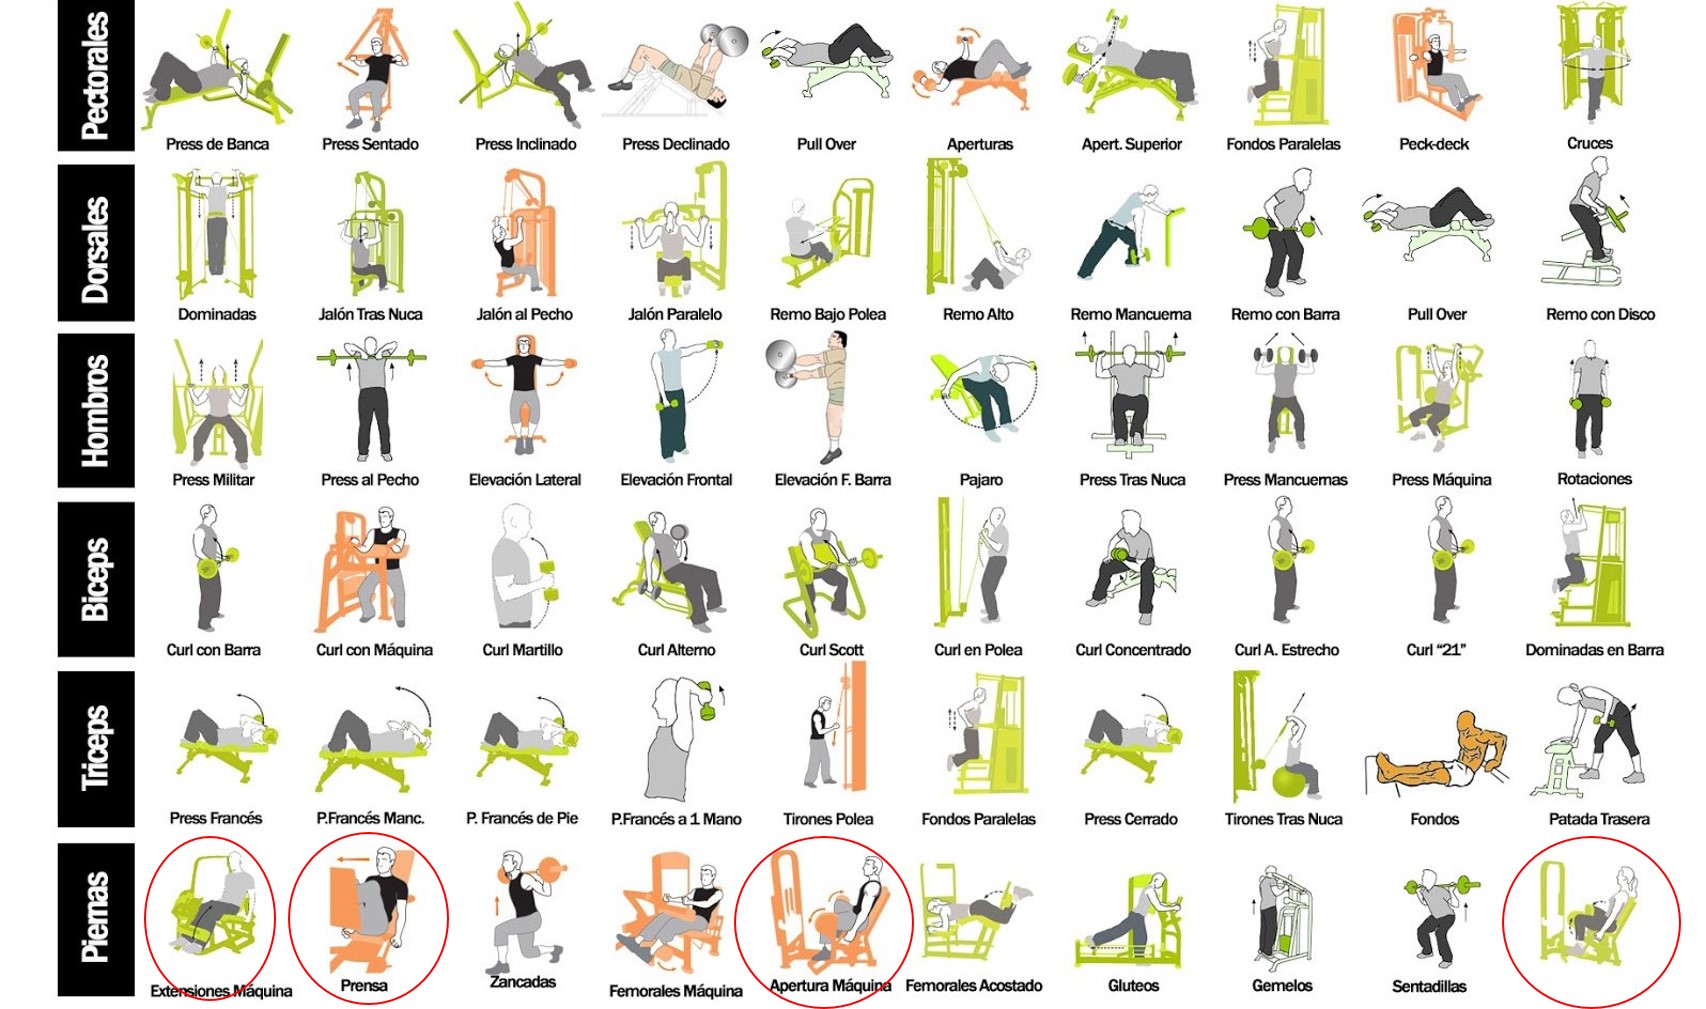 Pectorales
Press de Banca
Press Sentado
Press Inclinado
Press Declinado
Pull Over
Aperturas
Apert. Superior
Fondos Paralelas
Peck-deck
Cruces
Dorsales
Dominadas
Jalón Tras Nuca
Jalón al Pecho
Jalón Paralelo
Remo Bajo Polea
Remo Alto
Remo Mancuerna
Remo con Barra
Pull Over
Remo con Disco
Hombros
Press Militar
Press al Pecho
Elevación Lateral
Elevación Frontal
Elevación F. Barra
Pajaro
Press Tras Nuca
Press Mancuernas
Press Máquina
Rotaciones
Biceps
Curl con Barra
Curl con Máquina
Curl Martillo
Curl Alterno
Curl Scott
Curl en Polea
Curl Concentrado
Curl A. Estrecho
Curl “21”
Dominadas en Barra
Triceps
Press Francés
P.Francés Manc.
P. Francés de Pie
P.Francés a 1 Mano
Tirones Polea
Fondos Paralelas
Press Cerrado
Tirones Tras Nuca
Fondos
Patada Trasera
Piernas
Extensiones Máquina
Prensa
Zancadas
Femorales Máquina
Apertura Máquina
Femorales Acostado
Gluteos
Gemelos
Sentadillas